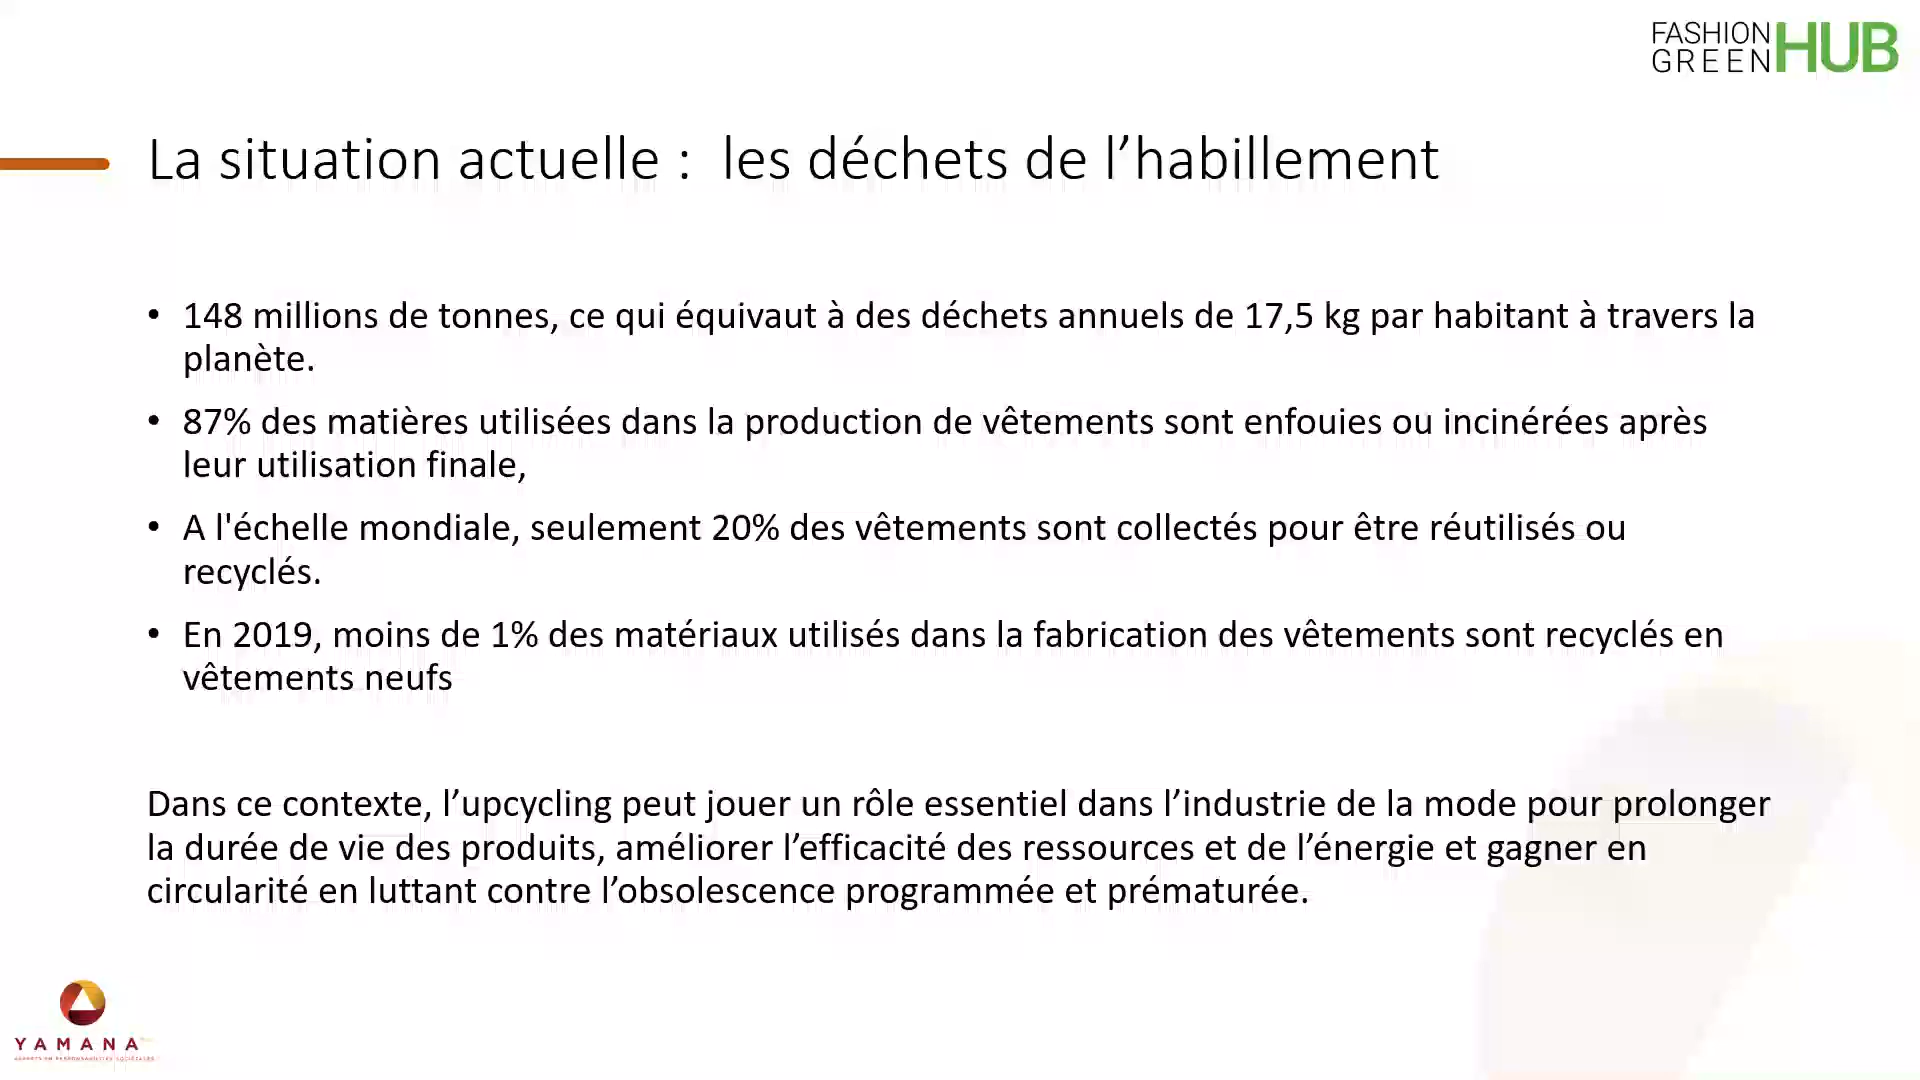 FASHION
GREEN HUB
La situation actuelle :  les déchets de l’habillement
• 148 millions de tonnes, ce qui équivaut à des déchets annuels de 17,5 kg par habitant à travers la
planète.
• 87% des matières utilisées dans la production de vêtements sont enfouies ou incinérées après
leur utilisation finale,
• A l'échelle mondiale, seulement 20% des vêtements sont collectés pour être réutilisés ou
recyclés.
• En 2019, moins de 1% des matériaux utilisés dans la fabrication des vêtements sont recyclés en
vêtements neufs
Dans ce contexte, l’upcycling peut jouer un rôle essentiel dans l’industrie de la mode pour prolonger
la durée de vie des produits, améliorer l’efficacité des ressources et de l’énergie et gagner en
circularité en luttant contre l’obsolescence programmée et prématurée.
YAMANA
EXPERTS EN RESPONSABILITÉS SOCIÉTALES